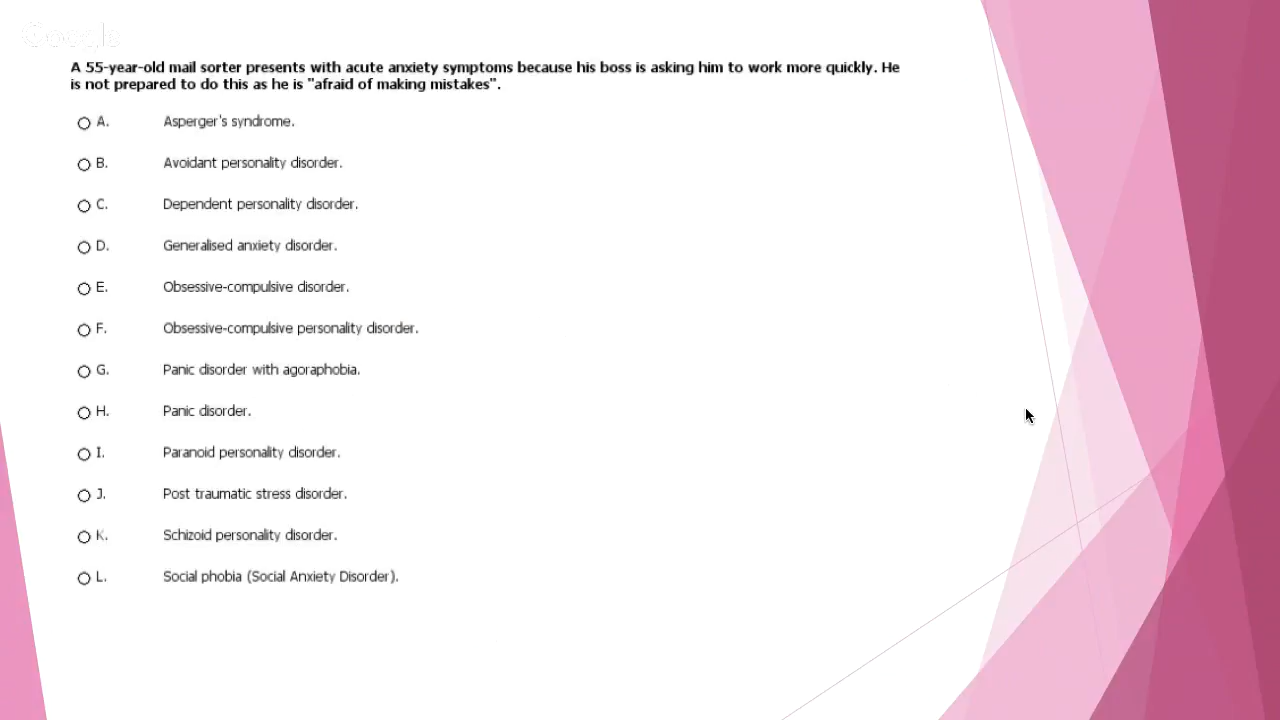 Google
A 55-year-old mail sorter presents with acute anxiety symptoms because his boss is asking him to work more quickly. He
is not prepared to do this as he is "afraid of making mistakes".
A. Asperger's syndrome.
B. Avoidant personality disorder.
C. Dependent personality disorder.
D. Generalised anxiety disorder.
E. Obsessive-compulsive disorder.
F. Obsessive-compulsive personality disorder.
G. Panic disorder with agoraphobia.
H. Panic disorder.
I. Paranoid personality disorder.
J. Post traumatic stress disorder.
K. Schizoid personality disorder.
L. Social phobia (Social Anxiety Disorder).